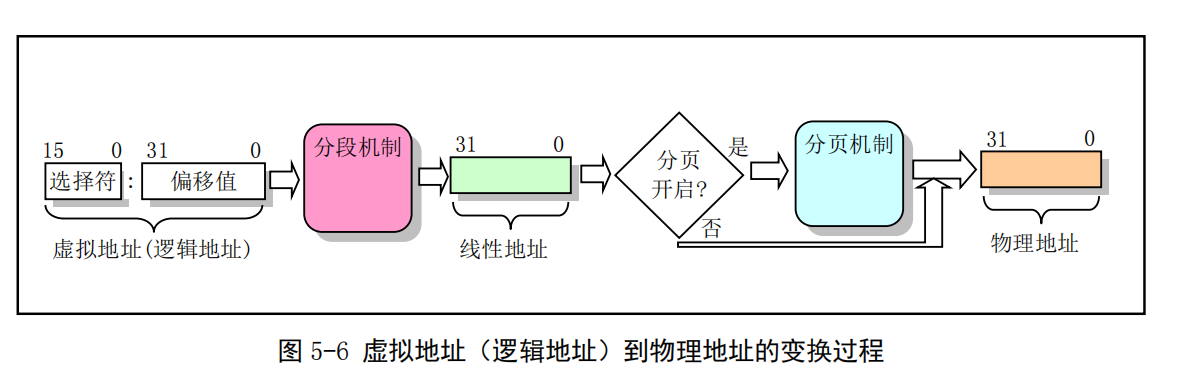 15 0 31 0
选择符 : 偏移值
虚拟地址(逻辑地址)
分段机制
31 0
线性地址
分页
开启?
是
否
分页机制
31 0
物理地址
图 5-6 虚拟地址（逻辑地址）到物理地址的变换过程